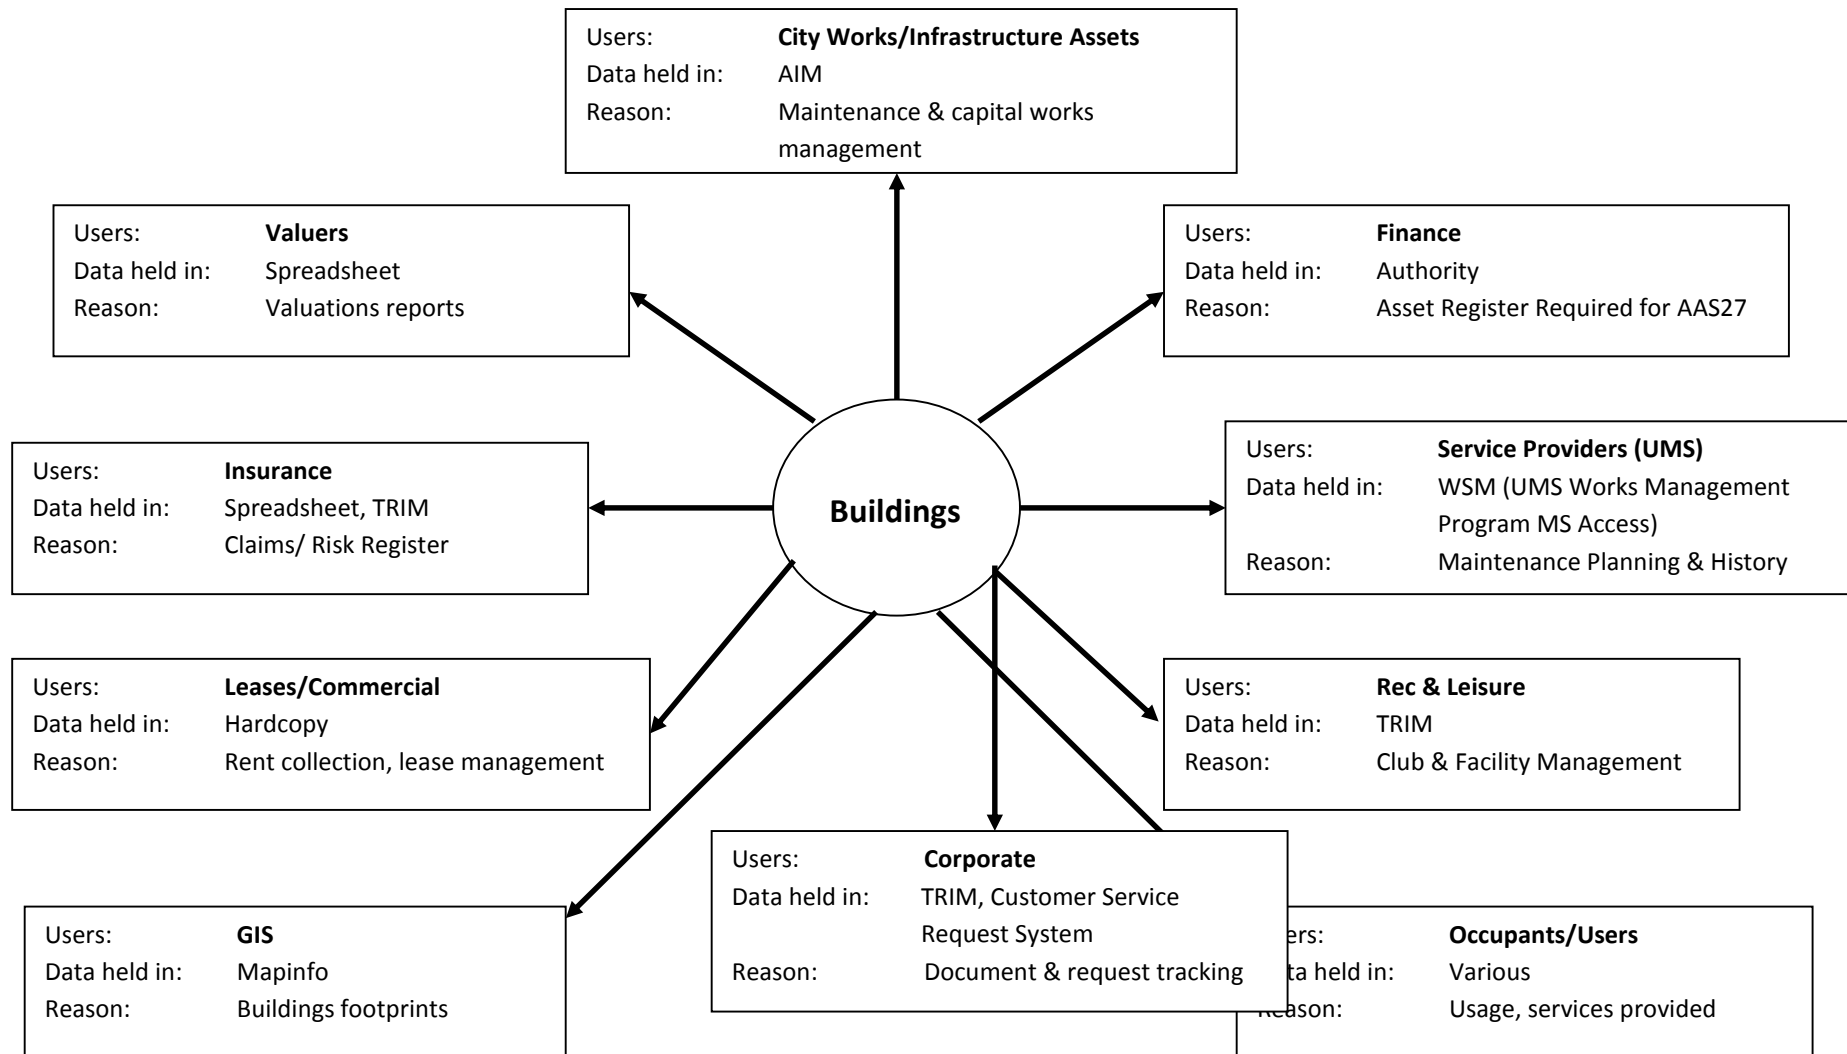 Users: City Works/Infrastructure Assets
Data held in: AIM
Reason: Maintenance & capital works
management
Users: Valuers
Data held in: Spreadsheet
Reason: Valuations reports
Users: Finance
Data held in: Authority
Reason: Asset Register Required for AAS27
Users: Insurance
Data held in: Spreadsheet, TRIM
Reason: Claims/ Risk Register
Buildings
Users: Service Providers (UMS)
Data held in: WSM (UMS Works Management
Program MS Access)
Reason: Maintenance Planning & History
Users: Leases/Commercial
Data held in: Hardcopy
Reason: Rent collection, lease management
Users: Rec & Leisure
Data held in: TRIM
Reason: Club & Facility Management
Users: GIS
Data held in: Mapinfo
Reason: Buildings footprints
Users: Corporate
Data held in: TRIM, Customer Service
Request System
Reason: Document & request tracking
ers: Occupants/Users
ta held in: Various
Reason: Usage, services provided